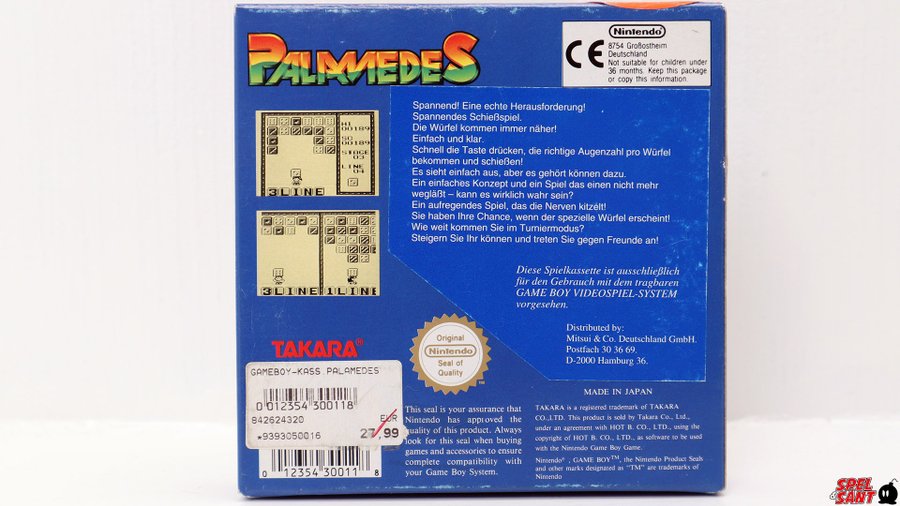 PALAMEDES
Nintendo
CE
8754 Großostheim
Deutschland
Not suitable for children under
36 months. Keep this package
or copy this information.
Spannend! Eine echte Herausforderung!
Spannendes Schießspiel.
Die Würfel kommen immer näher!
Einfach und klar.
Schnell die Taste drücken, die richtige Augenzahl pro Würfel
bekommen und schießen!
Es sieht einfach aus, aber es gehört können dazu.
Ein einfaches Konzept und ein Spiel das einen nicht mehr
wegläßt – kann es wirklich wahr sein?
Ein aufregendes Spiel, das die Nerven kitzélt!
Sie haben Ihre Chance, wenn der spezielle Würfel erscheint!
Wie weit kommen Sie im Turniermodus?
Steigern Sie Ihr können und treten Sie gegen Freunde an!
HI
00189
SC
00189
STAGE
03
LINE
04
3LINE
3LINE 1LINE
Diese Spielkassette ist ausschließlich
für den Gebrauch mit dem tragbaren
GAME BOY VIDEOSPIEL-SYSTEM
vorgesehen.
Distributed by:
Mitsui & Co. Deutschland GmbH.
Postfach 30 36 69.
D-2000 Hamburg 36.
TAKARA®
Original
Nintendo
Seal of
Quality
GAMEBOY-KASS.PALAMEDES
0 012354 300118
842624320
EUR
*9393050016
27,99
0 12354 30011 8
This seal is your assurance that
Nintendo has approved the
quality of this product. Always
look for this seal when buying
games and accessories to ensure
complete compatibility with
your Game Boy System.
MADE IN JAPAN
TAKARA is a registered trademark of TAKARA
CO.,LTD. This product is sold by Takara Co., Ltd.,
under an agreement with HOT B. CO., LTD., using the
copyright of HOT B. CO., LTD., as software to be used
with the Nintendo Game Boy Game.
Nintendo®, GAME BOY™, the Nintendo Product Seals
and other marks designated as "TM" are trademarks of
Nintendo
SPEL
SANT